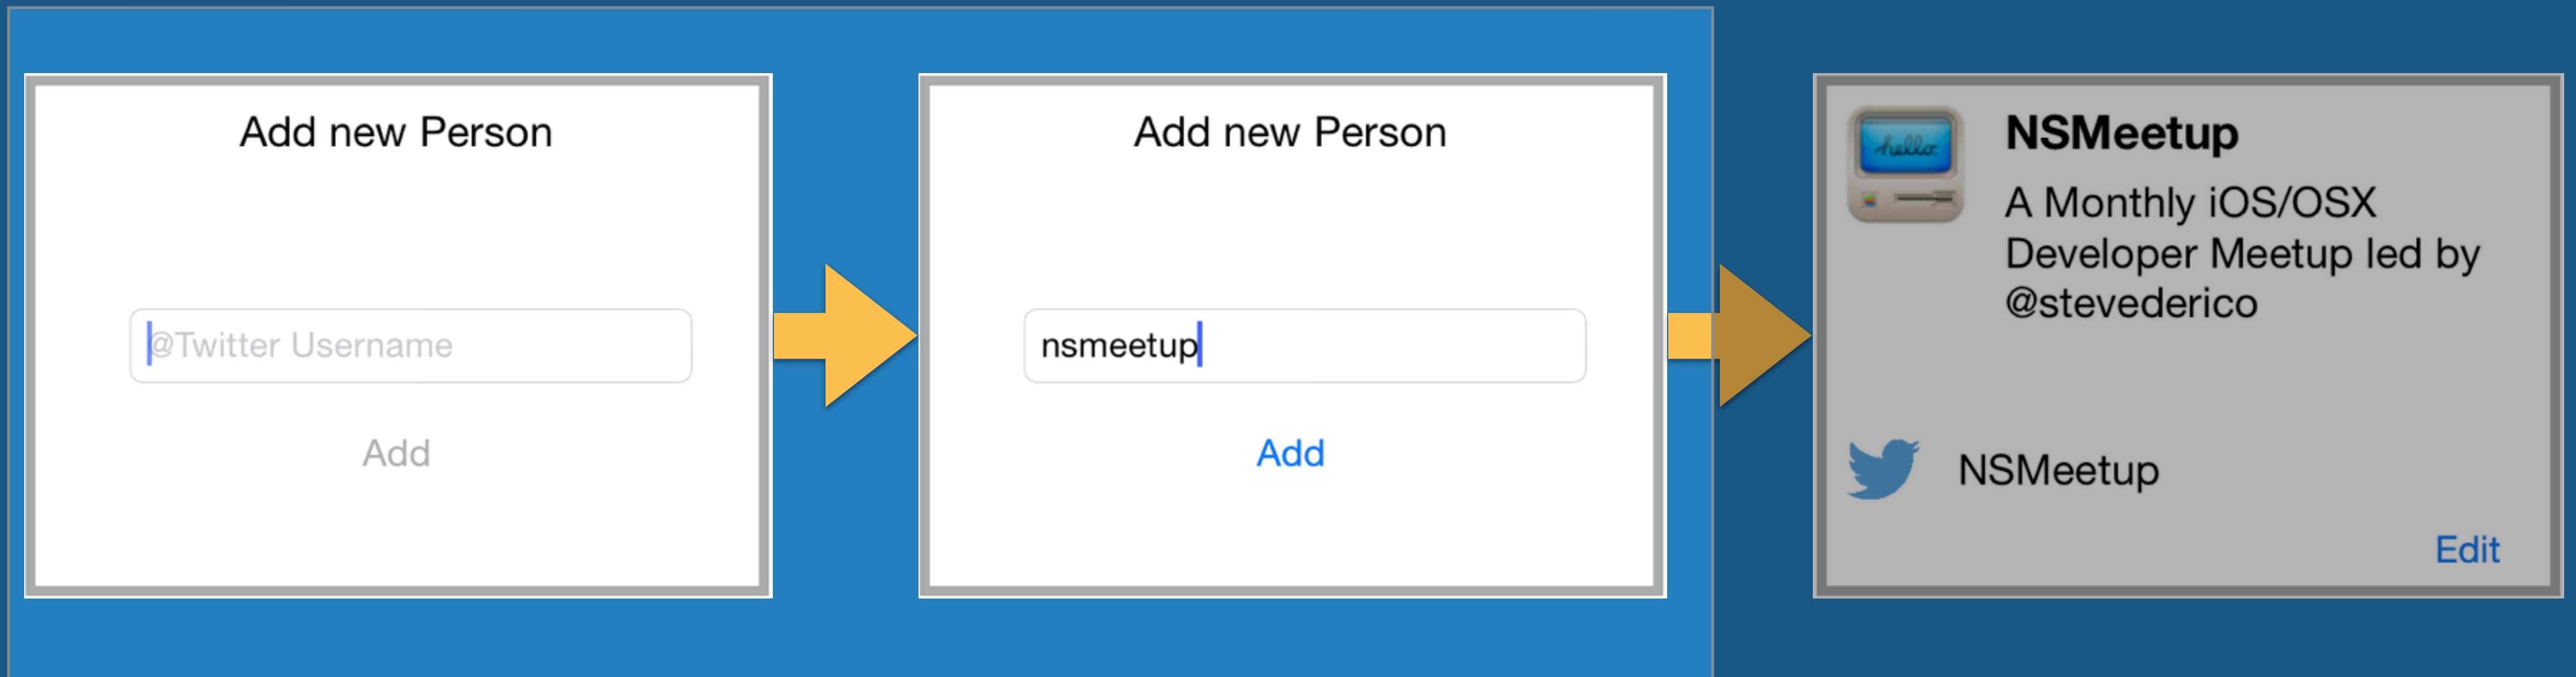 Add new Person
@Twitter Username
Add
Add new Person
nsmeetup
Add
hello.
NSMeetup
A Monthly iOS/OSX
Developer Meetup led by
@stevederico
NSMeetup
Edit